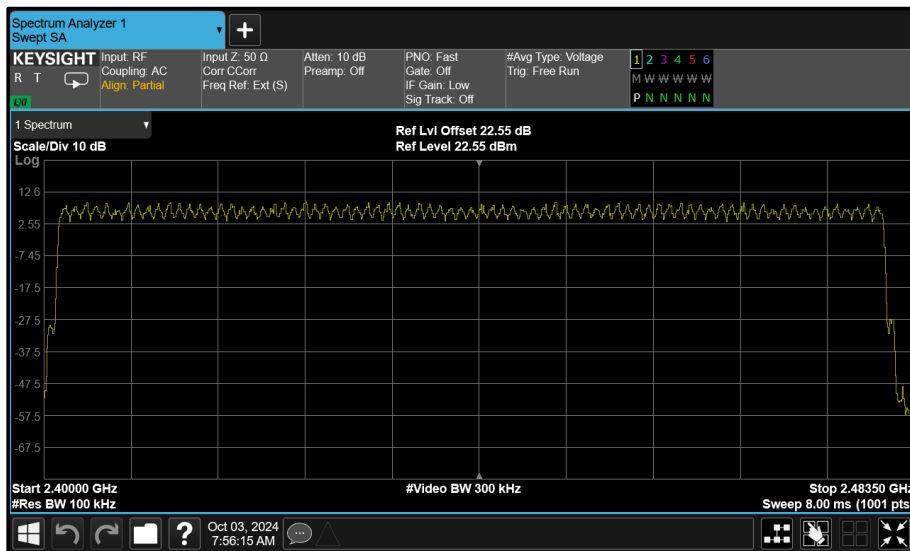 Spectrum Analyzer 1
Swept SA
KEYSIGHT
R T
LXI
Input: RF
Coupling: AC
Align: Partial
Input Z: 50 Ω
Corr CCorr
Freq Ref: Ext (S)
Atten: 10 dB
Preamp: Off
PNO: Fast
Gate: Off
IF Gain: Low
Sig Track: Off
#Avg Type: Voltage
Trig: Free Run
1 2 3 4 5 6
M W W W W W
P N N N N N
1 Spectrum
Scale/Div 10 dB
Ref Lvl Offset 22.55 dB
Ref Level 22.55 dBm
Log
12.6
2.55
-7.45
-17.5
-27.5
-37.5
-47.5
-57.5
-67.5
Start 2.40000 GHz
#Res BW 100 kHz
#Video BW 300 kHz
Stop 2.48350 GHz
Sweep 8.00 ms (1001 pts
Oct 03, 2024
7:56:15 AM